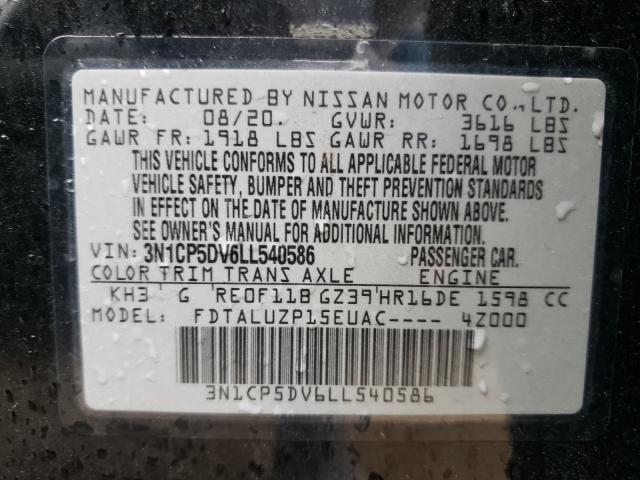 MANUFACTURED BY NISSAN MOTOR CO., LTD.
DATE: 08/20. GVWR: 3616 LBS
GAWR FR: 1918 LBS GAWR RR: 1698 LBS
THIS VEHICLE CONFORMS TO ALL APPLICABLE FEDERAL MOTOR
VEHICLE SAFETY, BUMPER AND THEFT PREVENTION STANDARDS
IN EFFECT ON THE DATE OF MANUFACTURE SHOWN ABOVE.
SEE OWNER'S MANUAL FOR ADDITIONAL INFORMATION.
VIN: 3N1CP5DV6LL540586 PASSENGER CAR.
COLOR TRIM TRANS AXLE ENGINE
KH3 G RE0F11B GZ39 HR16DE 1598 CC
MODEL: FDTALUZP15EUAC---- 4Z000
3N1CP5DV6LL540586